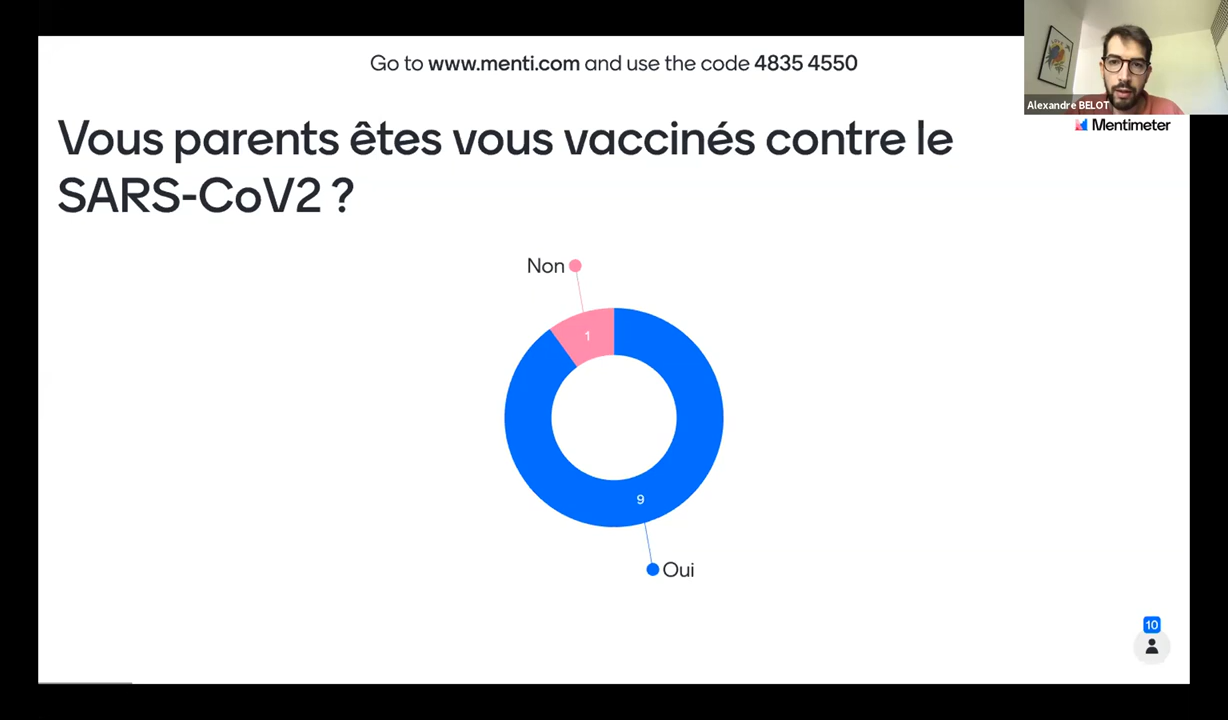 Go to www.menti.com and use the code 4835 4550
Alexandre BELOT
Mentimeter
Vous parents êtes vous vaccinés contre le
SARS-CoV2 ?
Non
1
9
Oui
10